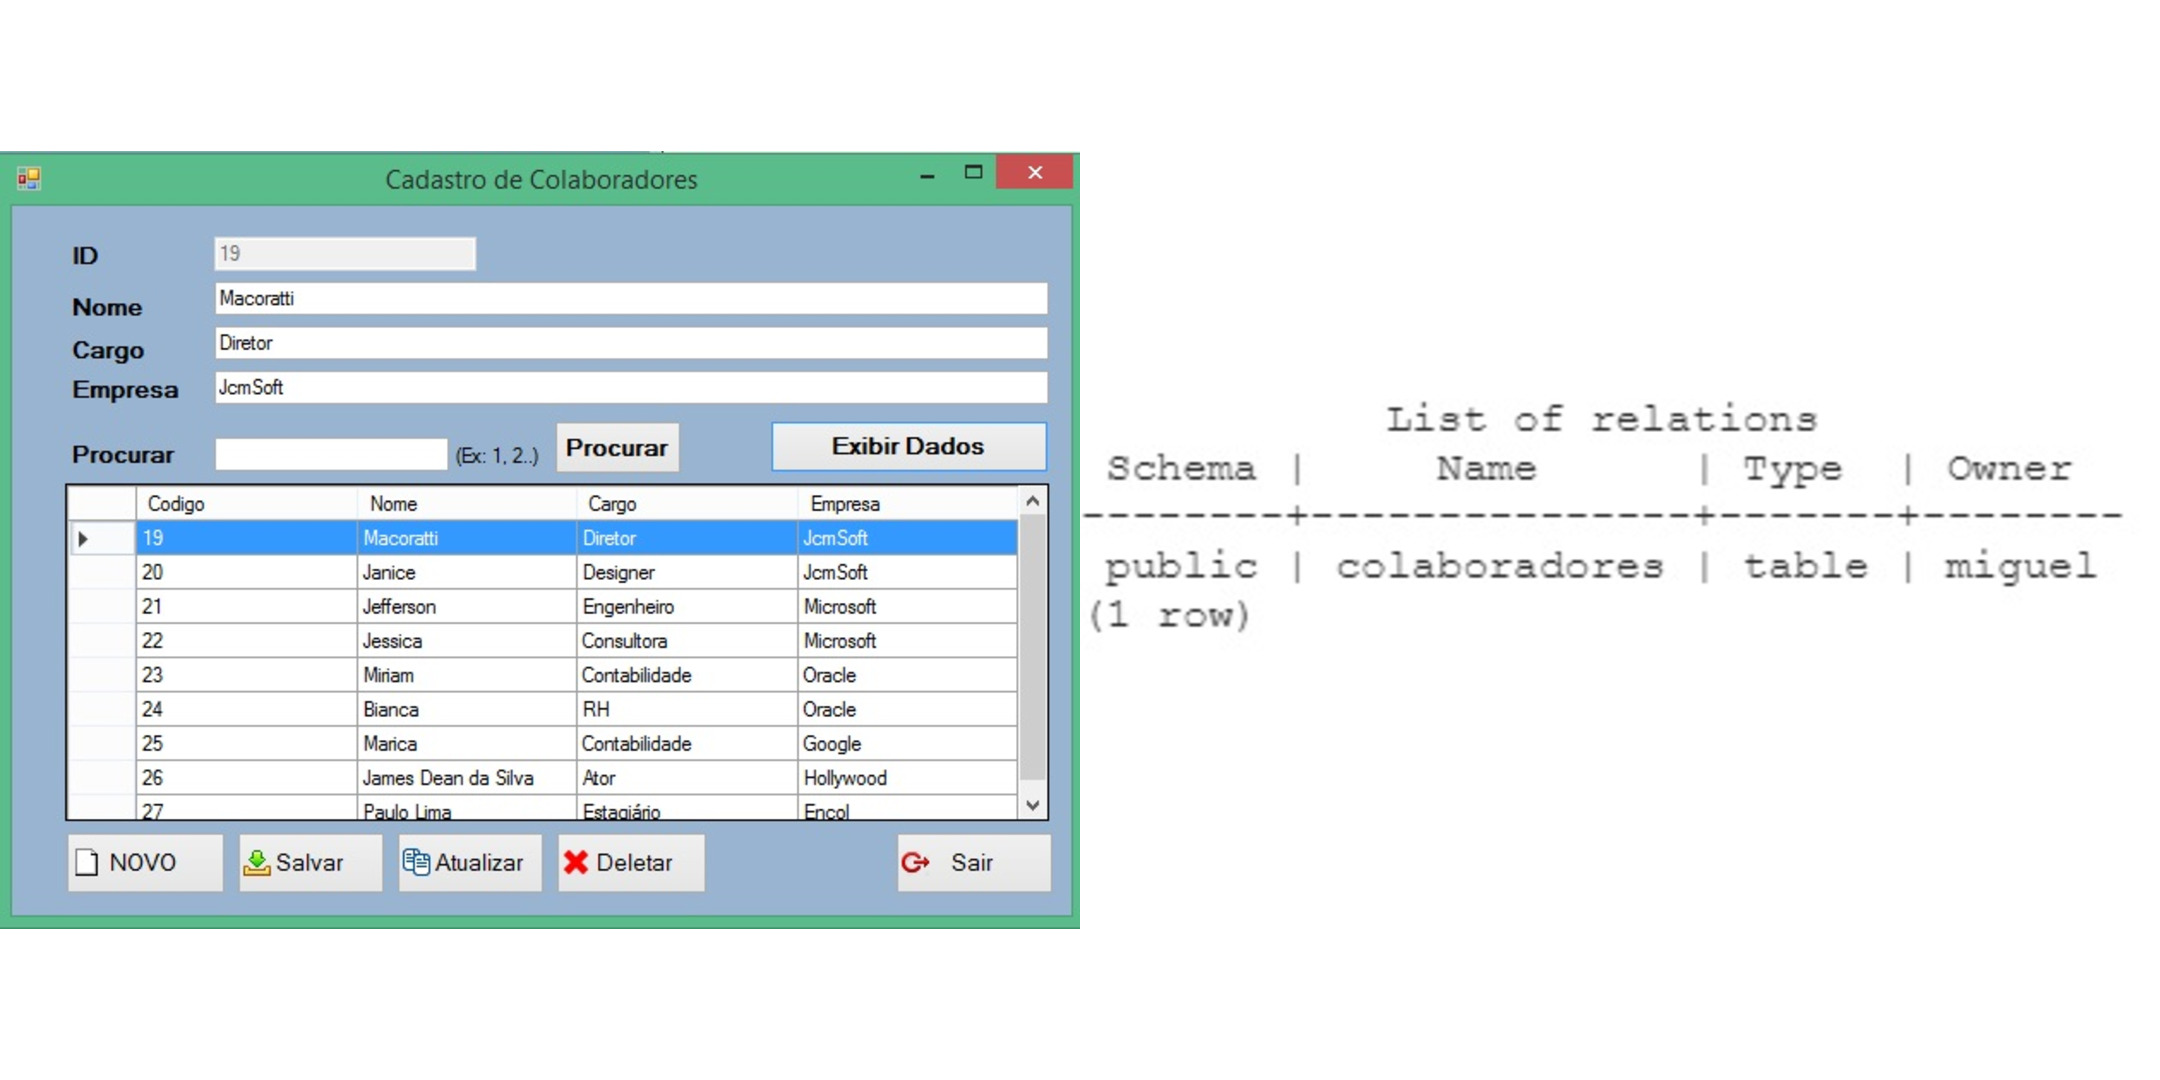 Cadastro de Colaboradores
ID 19
Nome Macoratti
Cargo Diretor
Empresa JcmSoft
Procurar (Ex: 1, 2..) Procurar Exibir Dados
Codigo Nome Cargo Empresa
19 Macoratti Diretor JcmSoft
20 Janice Designer JcmSoft
21 Jefferson Engenheiro Microsoft
22 Jessica Consultora Microsoft
23 Miriam Contabilidade Oracle
24 Bianca RH Oracle
25 Marica Contabilidade Google
26 James Dean da Silva Ator Hollywood
27 Paulo Lima Estagiário Encol
NOVO Salvar Atualizar Deletar Sair
List of relations
Schema | Name | Type | Owner
--------+---------------+-------+--------
public | colaboradores | table | miguel
(1 row)